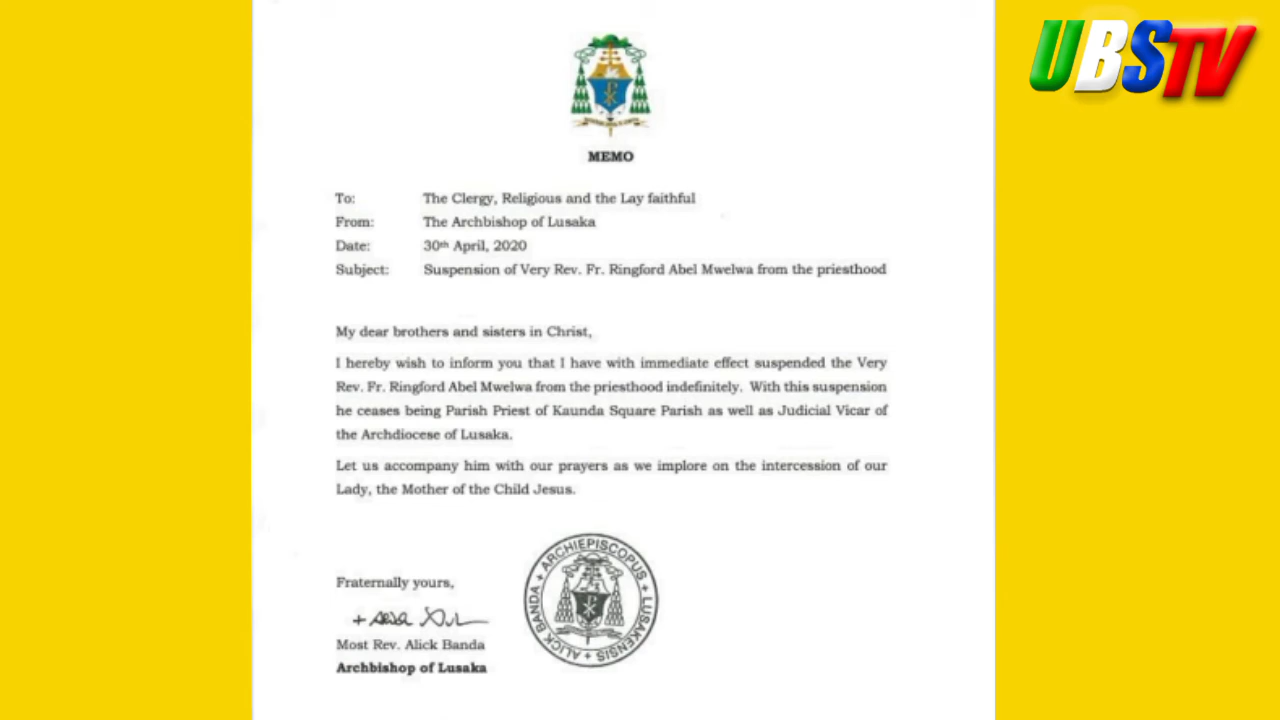 UBSTV
MEMO
To: The Clergy, Religious and the Lay faithful
From: The Archbishop of Lusaka
Date: 30th April, 2020
Subject: Suspension of Very Rev. Fr. Ringford Abel Mwelwa from the priesthood
My dear brothers and sisters in Christ,
I hereby wish to inform you that I have with immediate effect suspended the Very
Rev. Fr. Ringford Abel Mwelwa from the priesthood indefinitely. With this suspension
he ceases being Parish Priest of Kaunda Square Parish as well as Judicial Vicar of
the Archdiocese of Lusaka.
Let us accompany him with our prayers as we implore on the intercession of our
Lady, the Mother of the Child Jesus.
Fraternally yours,
Most Rev. Alick Banda
Archbishop of Lusaka
ALICK BANDA + ARCHIEPISCOPUS + LUSAKENSIS +